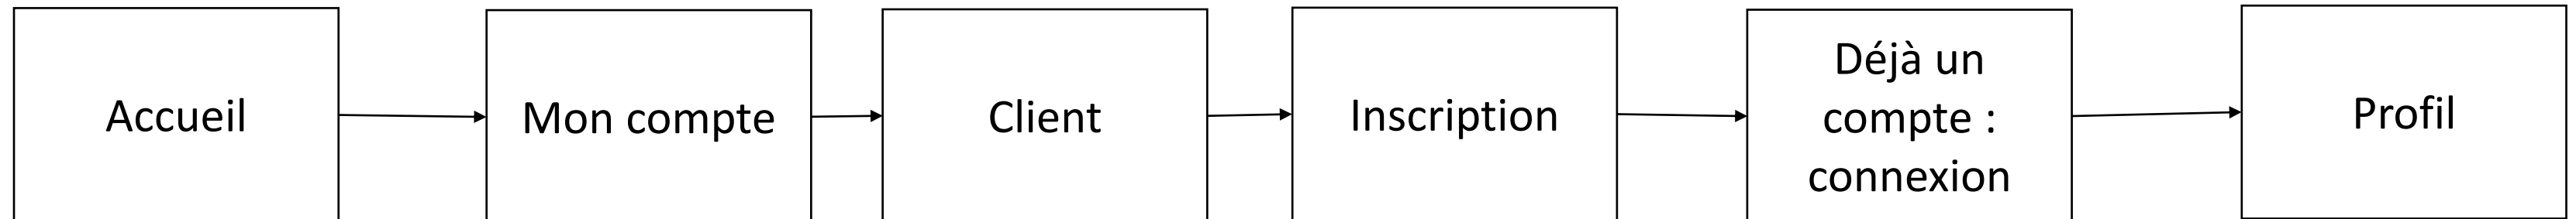 Accueil
Mon compte
Client
Inscription
Déjà un
compte :
connexion
Profil